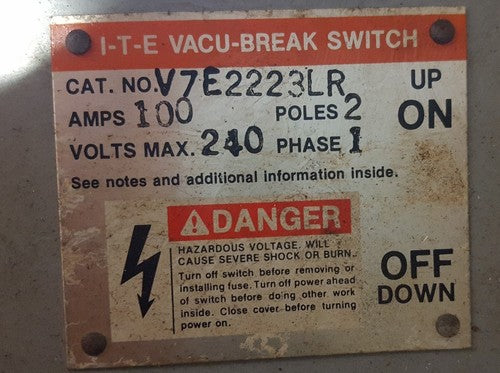 I-T-E VACU-BREAK SWITCH
CAT. NO. V7E2223LR
AMPS 100 POLES 2
VOLTS MAX. 240 PHASE 1
UP
ON
See notes and additional information inside.
DANGER
HAZARDOUS VOLTAGE. WILL
CAUSE SEVERE SHOCK OR BURN.
Turn off switch before removing or
installing fuse. Turn off power ahead
of switch before doing other work
inside. Close cover before turning
power on.
OFF
DOWN